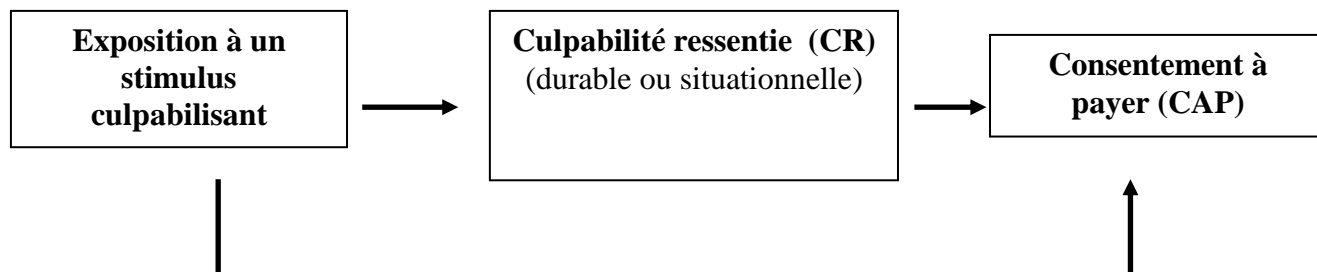 Exposition à un
stimulus
culpabilisant
Culpabilité ressentie  (CR)
(durable ou situationnelle)
Consentement à
payer (CAP)